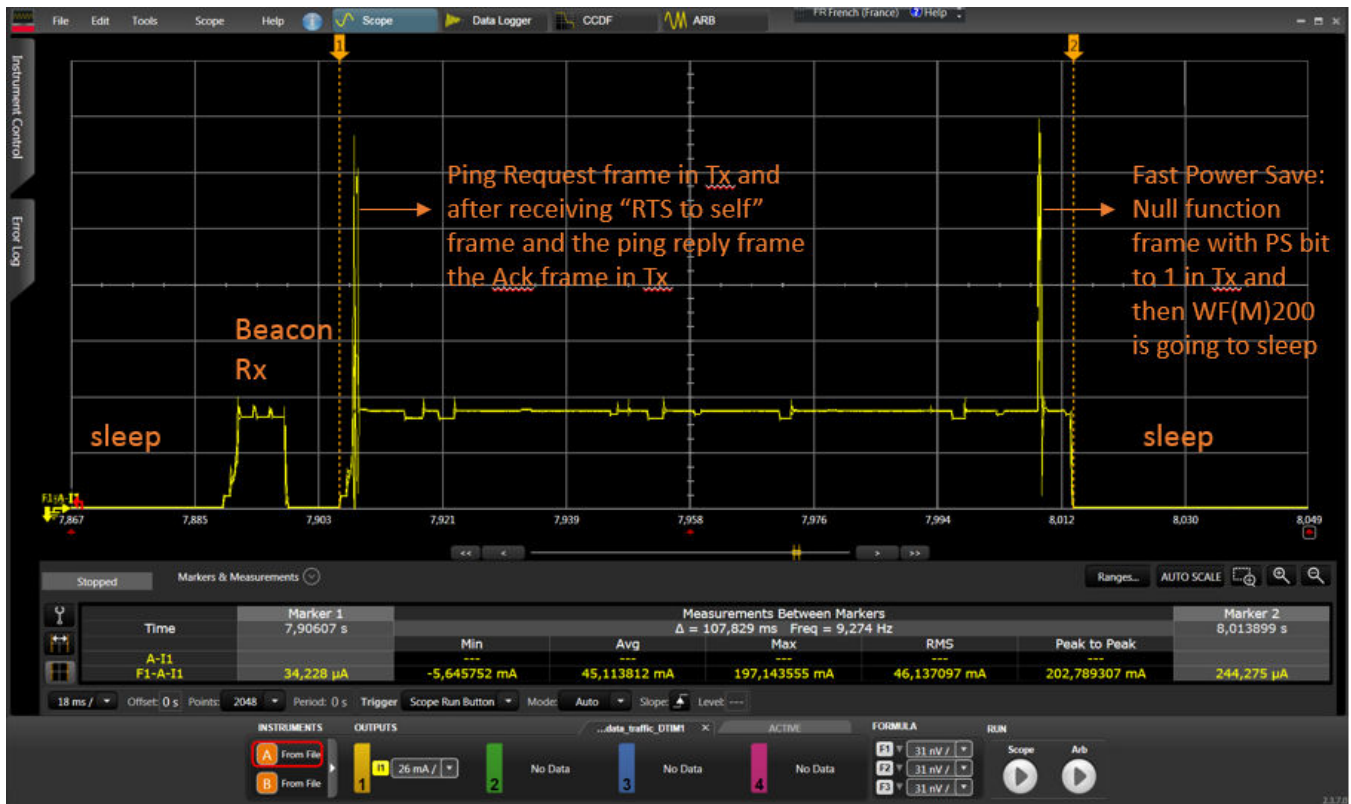 File Edit Tools Scope Help Scope Data Logger CCDF ARB FR French (France) Help
Instrument Control
Error Log
1
2
Ping Request frame in Tx and
after receiving “RTS to self”
frame and the ping reply frame
the Ack frame in Tx
Fast Power Save:
Null function
frame with PS bit
to 1 in Tx and
then WF(M)200
is going to sleep
Beacon
Rx
sleep
sleep
F1-A-I1
7,867 7,885 7,903 7,921 7,939 7,958 7,976 7,994 8,012 8,030 8,049
<< < > >>
Stopped Markers & Measurements Ranges... AUTO SCALE
Marker 1 Measurements Between Markers Marker 2
Time 7,90607 s Δ = 107,829 ms Freq = 9,274 Hz 8,013899 s
Min Avg Max RMS Peak to Peak
A-I1 --- --- --- --- ---
F1-A-I1 34,228 µA -5,645752 mA 45,113812 mA 197,143555 mA 46,137097 mA 202,789307 mA 244,275 µA
18 ms / Offset: 0 s Points: 2048 Period: 0 s Trigger Scope Run Button Mode: Auto Slope: Level: ---
INSTRUMENTS OUTPUTS ...data_traffic_DTIM1 × ACTIVE FORMULA RUN
A From File
B From File
1 I1 26 mA /
2 No Data
3 No Data
4 No Data
F1 31 nV /
F2 31 nV /
F3 31 nV /
Scope Arb
2.3.7.0